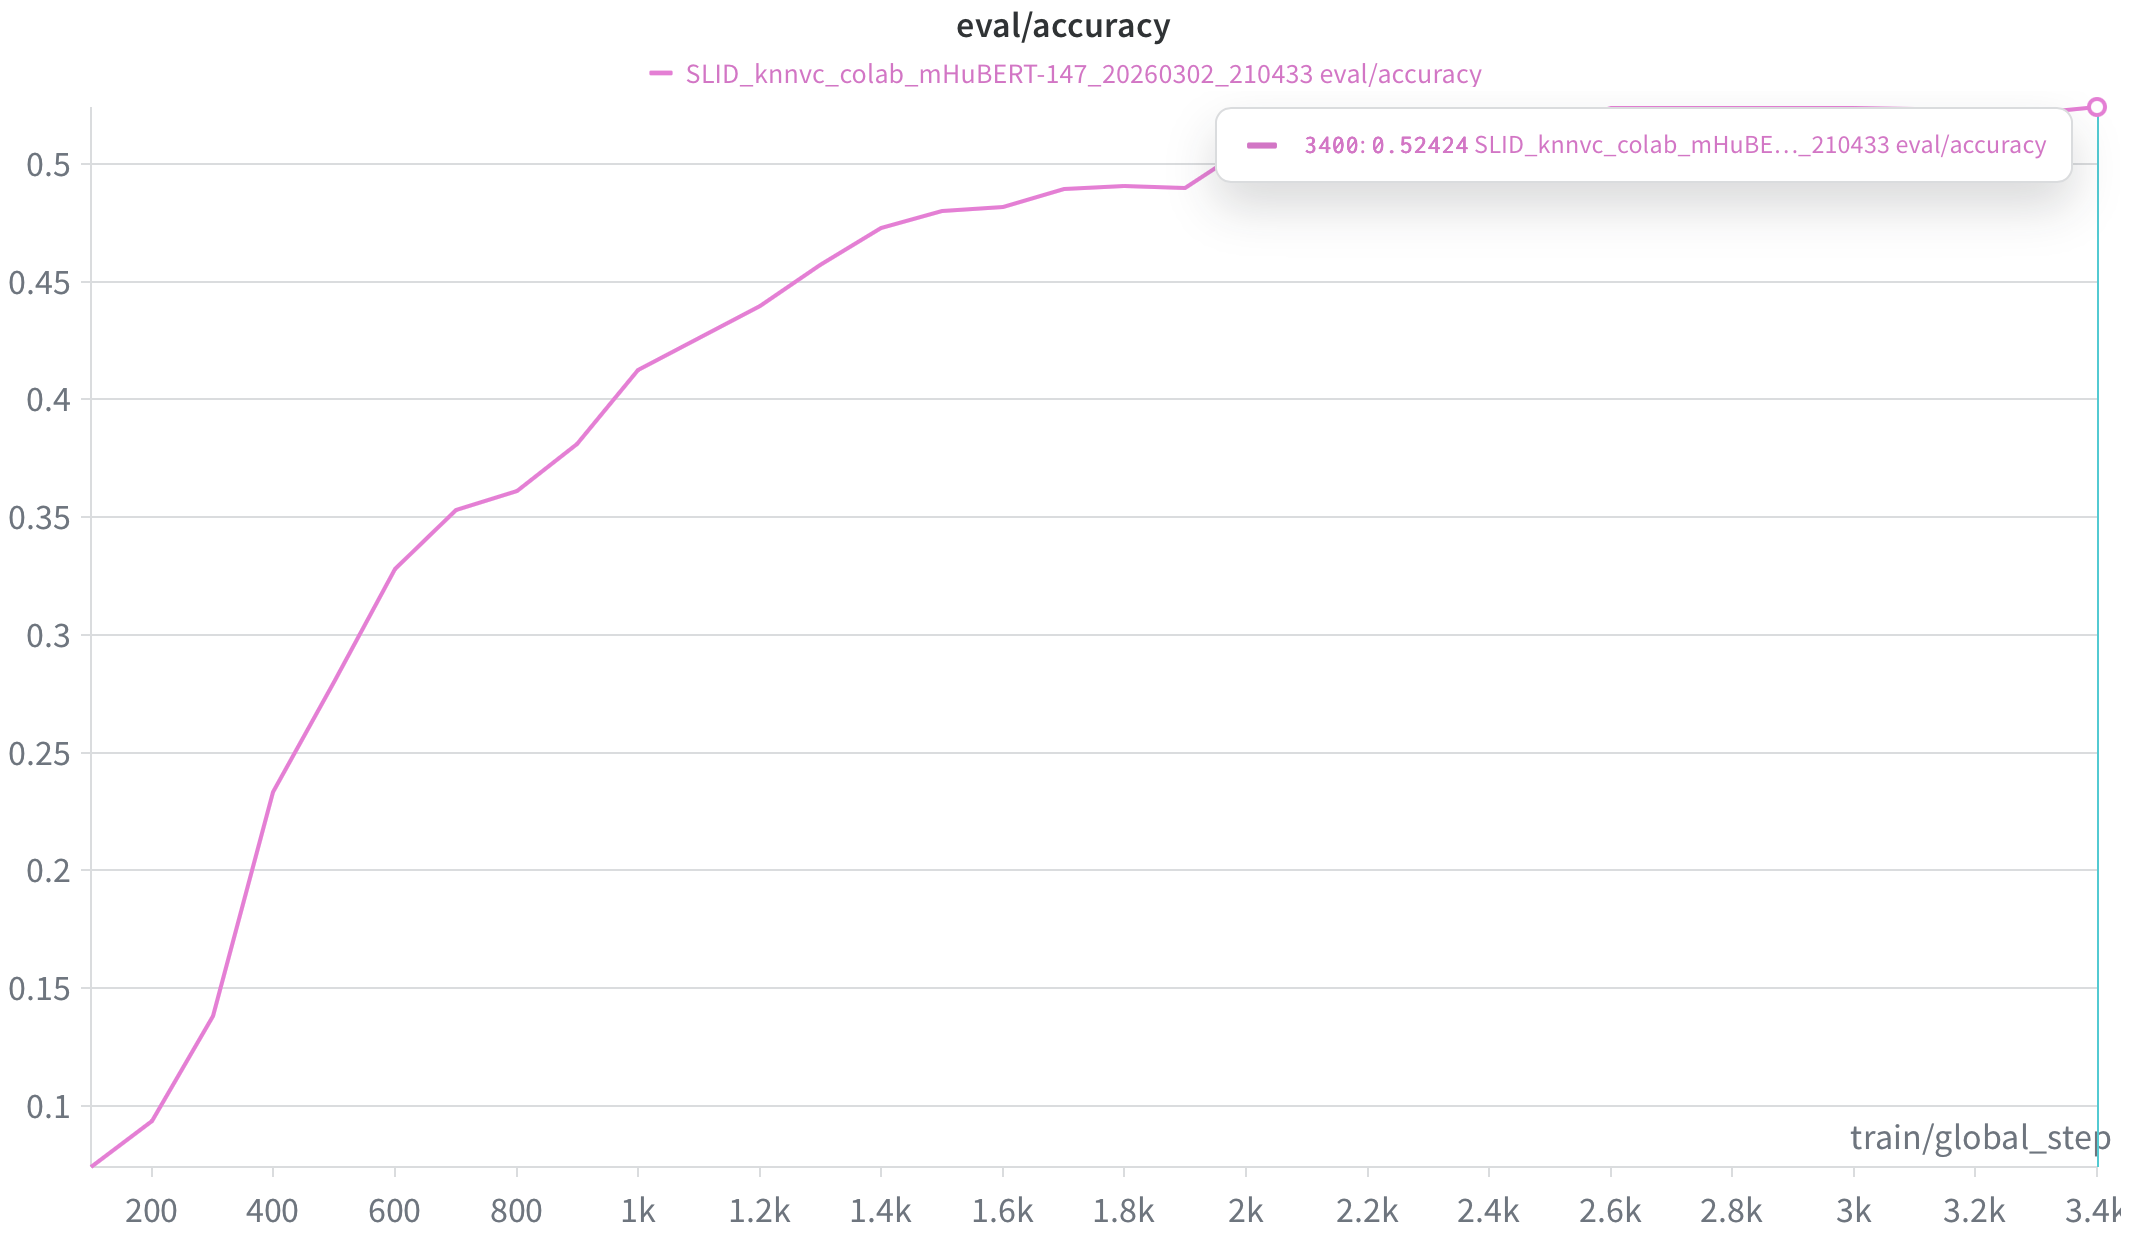 eval/accuracy
SLID_knnvc_colab_mHuBERT-147_20260302_210433 eval/accuracy
3400: 0.52424 SLID_knnvc_colab_mHuBE…_210433 eval/accuracy
0.5
0.45
0.4
0.35
0.3
0.25
0.2
0.15
0.1
train/global_step
200 400 600 800 1k 1.2k 1.4k 1.6k 1.8k 2k 2.2k 2.4k 2.6k 2.8k 3k 3.2k 3.4k